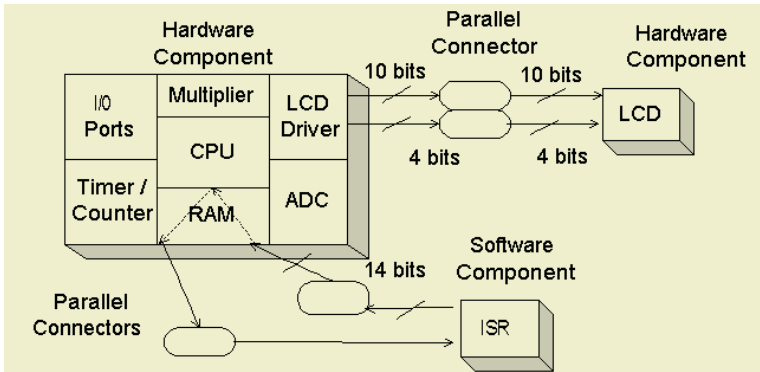 Hardware
Component
Parallel
Connector
Hardware
Component
10 bits
10 bits
I/O
Ports
Multiplier
LCD
Driver
LCD
CPU
4 bits
4 bits
Timer /
Counter
RAM
ADC
14 bits
Software
Component
Parallel
Connectors
ISR